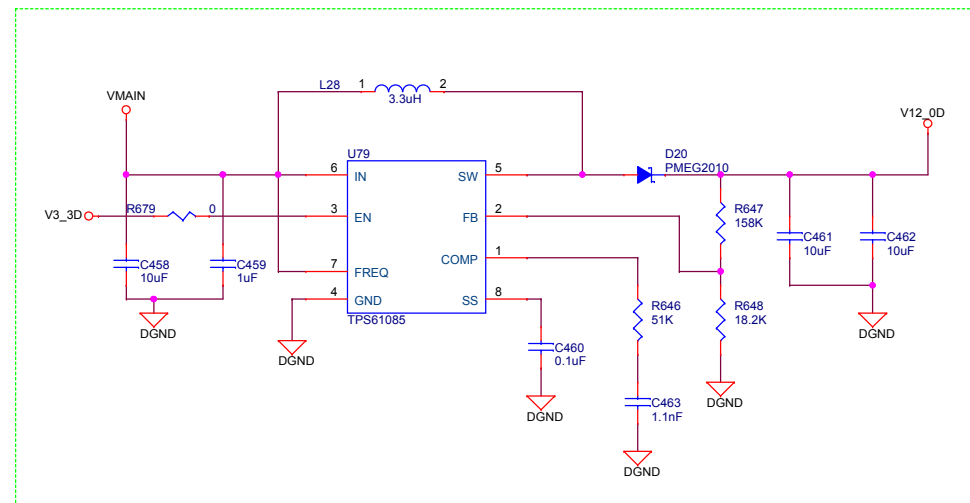 L28
1
2
3.3uH
VMAIN
V12_0D
U79
D20
PMEG2010
6
IN
SW
5
V3_3D
R679
0
3
EN
FB
2
R647
158K
COMP
1
C461
10uF
C462
10uF
C458
10uF
C459
1uF
7
FREQ
4
GND
SS
8
TPS61085
R646
51K
R648
18.2K
DGND
DGND
DGND
C460
0.1uF
DGND
C463
1.1nF
DGND
DGND